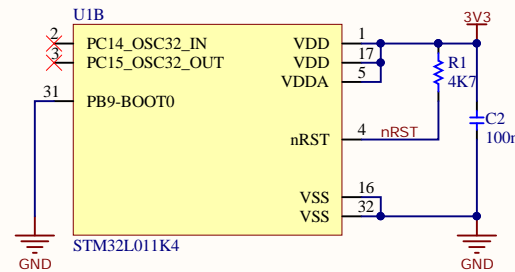 U1B
3V3
2 PC14_OSC32_IN VDD 1
3 PC15_OSC32_OUT VDD 17
VDDA 5
R1
4K7
31 PB9-BOOT0
C2
100n
nRST 4 nRST
VSS 16
VSS 32
STM32L011K4
GND
GND